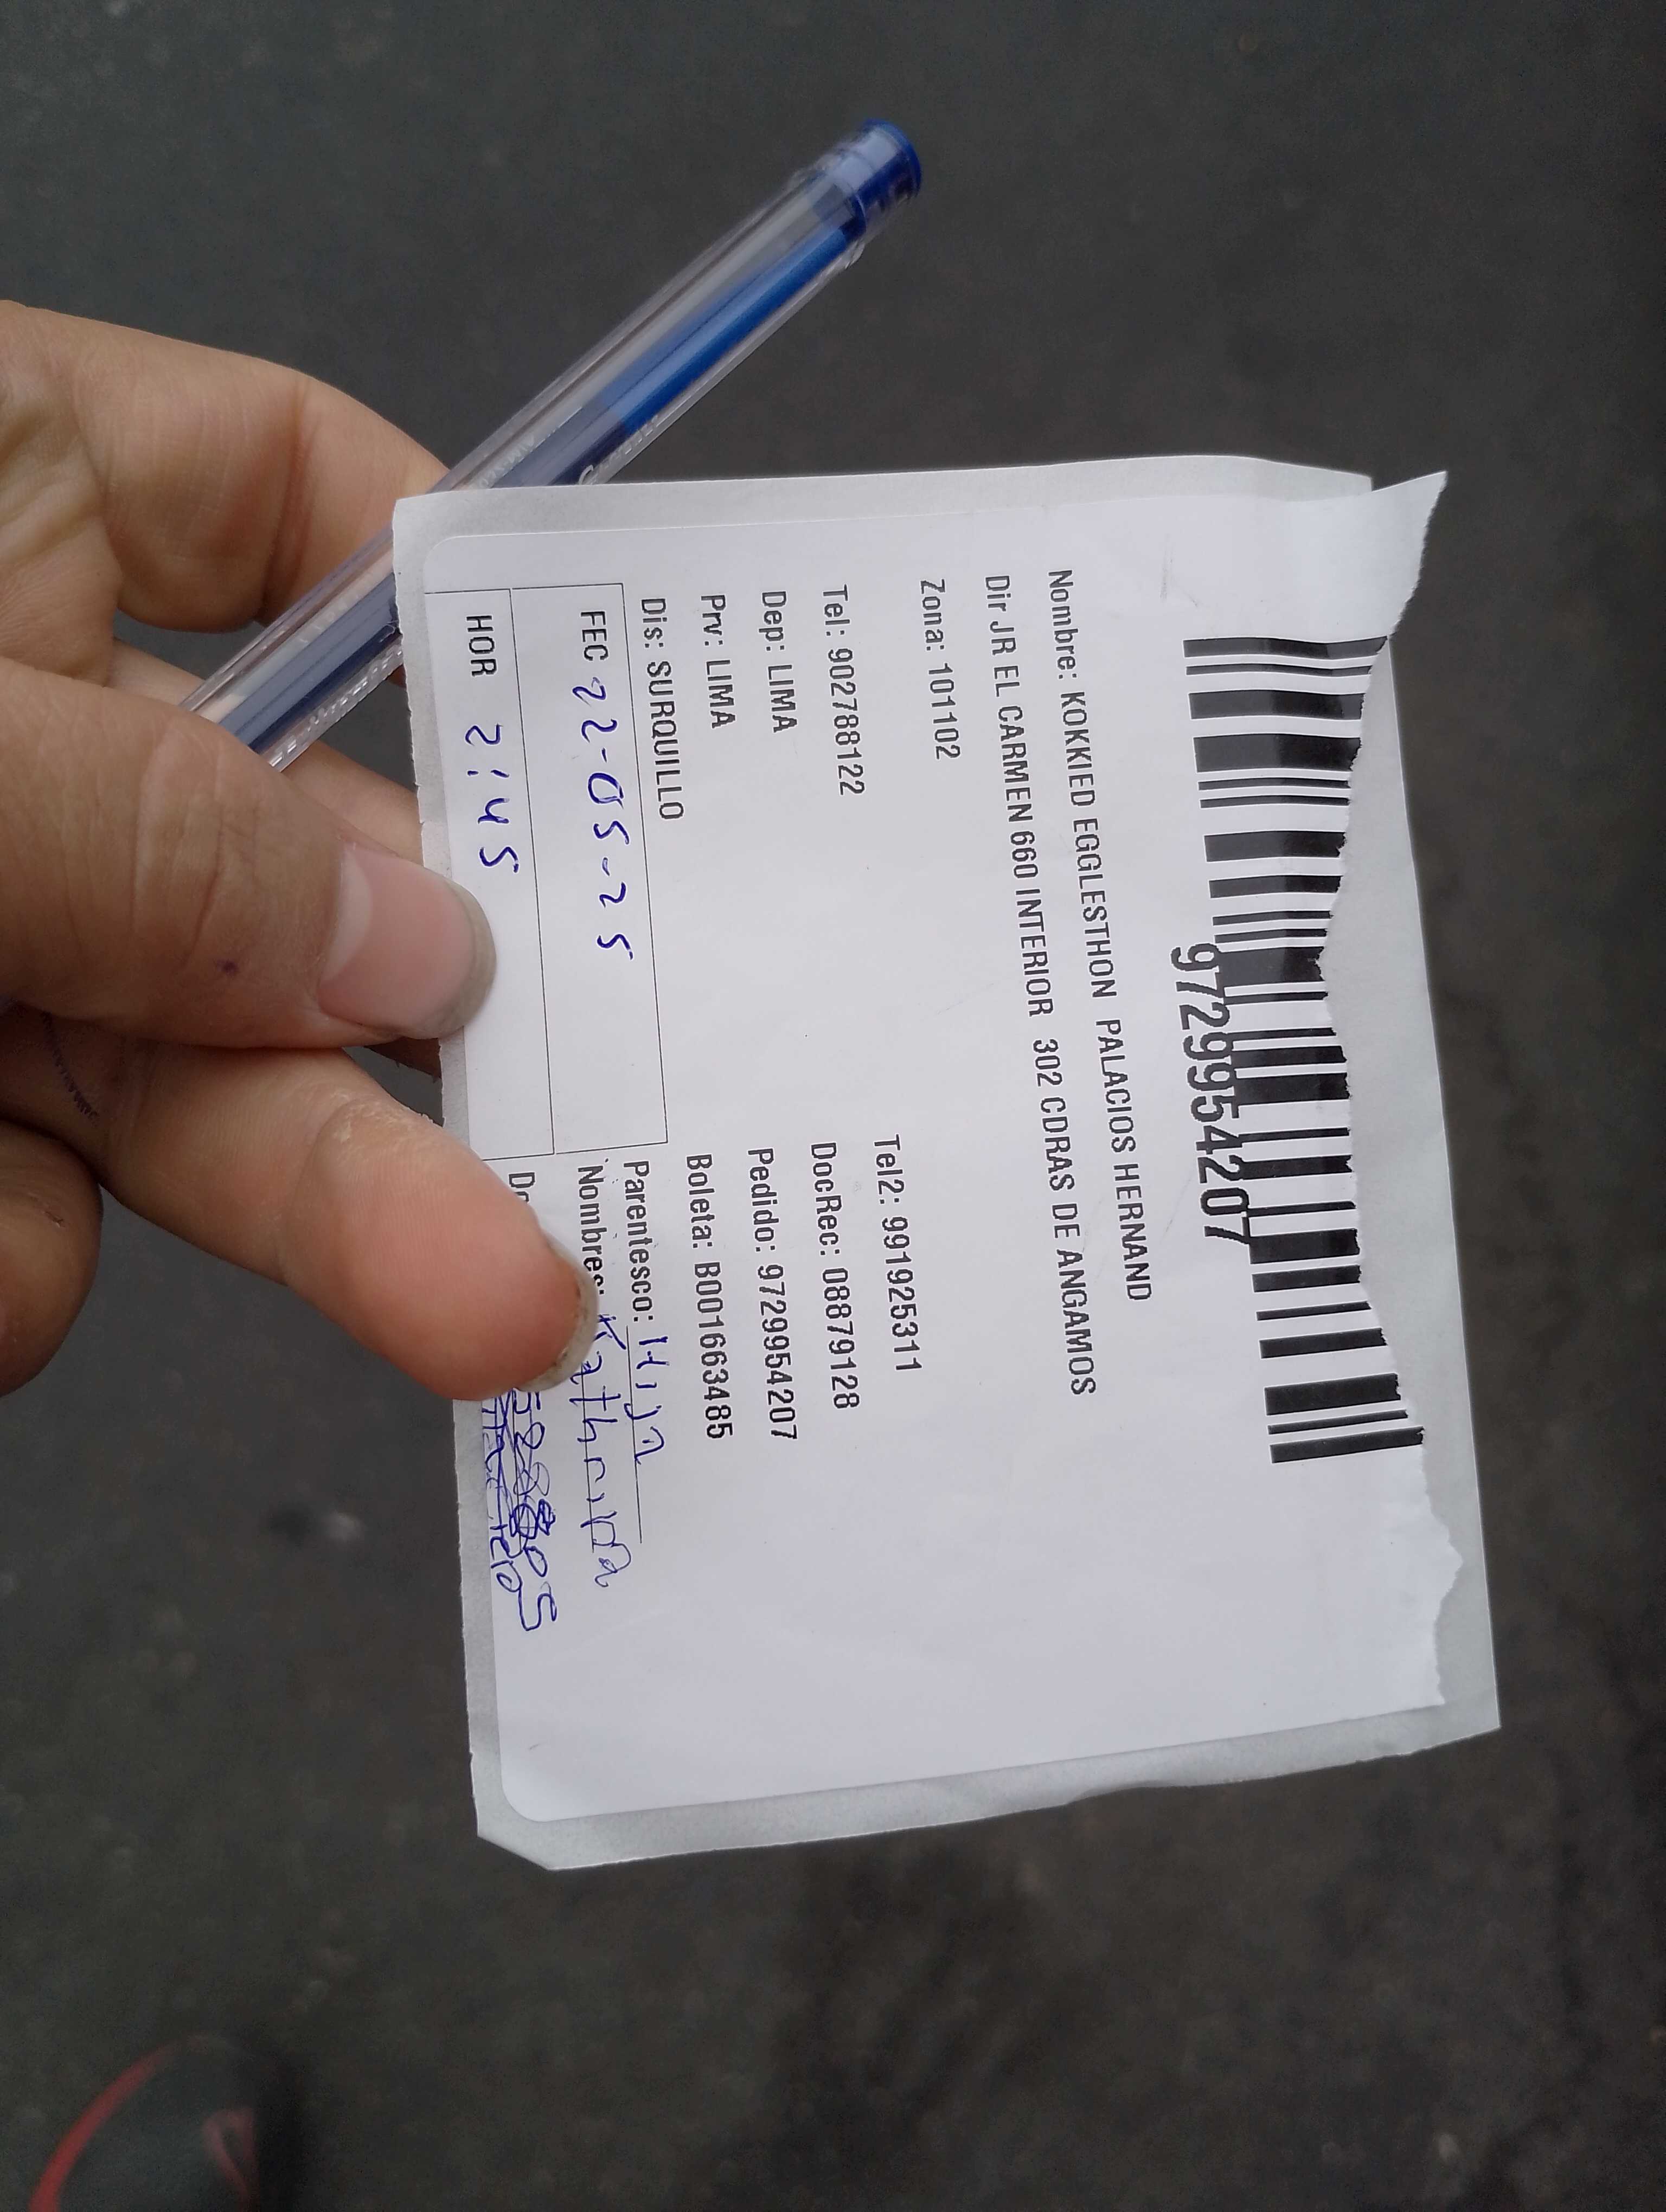 9729954207
Nombre: KOKKIED EGGLESTHON PALACIOS HERNAND
Dir JR EL CARMEN 660 INTERIOR 302 CDRAS DE ANGAMOS
Zona: 101102
Tel: 902788122 Tel2: 991925311
Dep: LIMA DocRec: 08879128
Prv: LIMA Pedido: 9729954207
Dis: SURQUILLO Boleta: B001663485
FEC 22-05-25 Parentesco: Hija
Nombres: Katherina
HOR 2:45